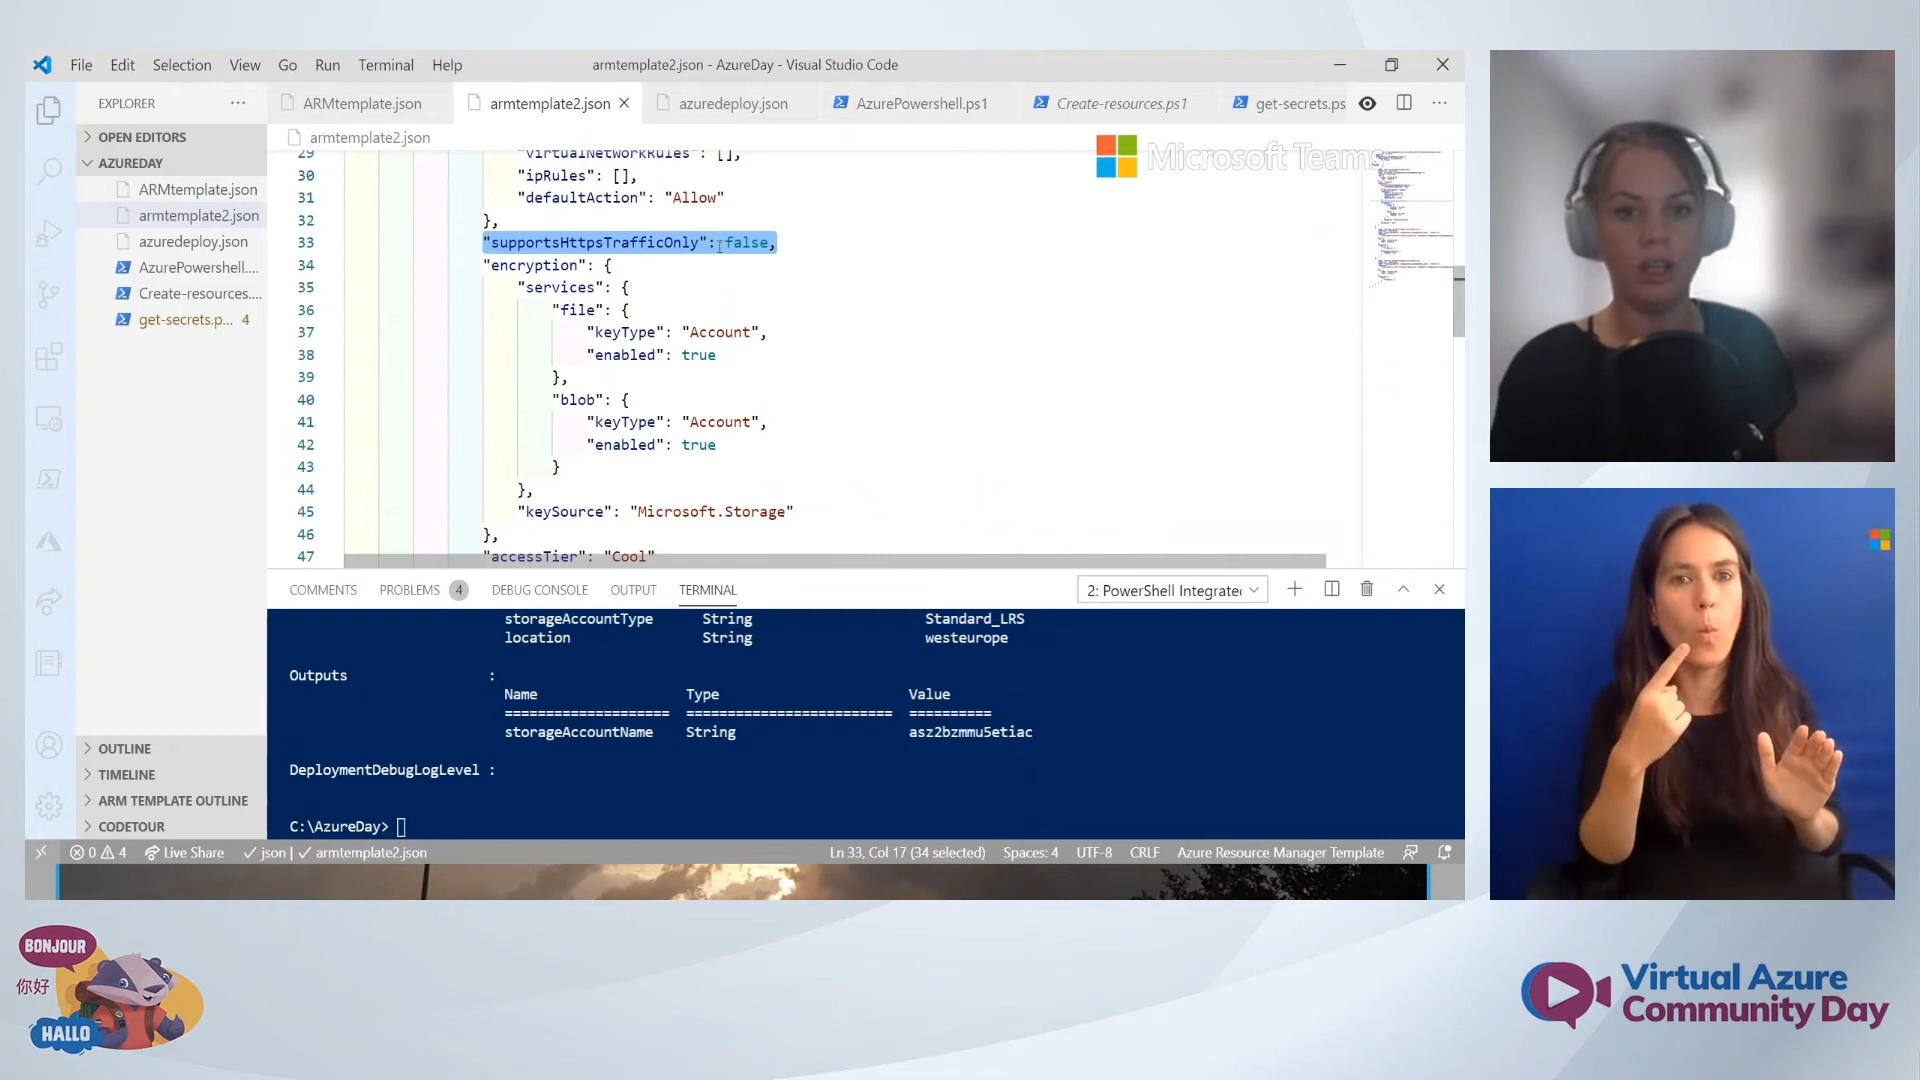 File Edit Selection View Go Run Terminal Help
armtemplate2.json - AzureDay - Visual Studio Code
EXPLORER
ARMtemplate.json
armtemplate2.json
azuredeploy.json
AzurePowershell.ps1
Create-resources.ps1
get-secrets.ps
OPEN EDITORS
AZUREDAY
ARMtemplate.json
armtemplate2.json
azuredeploy.json
AzurePowershell....
Create-resources....
get-secrets.p... 4
OUTLINE
TIMELINE
ARM TEMPLATE OUTLINE
CODETOUR
armtemplate2.json
Microsoft Teams
29 "virtualNetworkRules": [],
30 "ipRules": [],
31 "defaultAction": "Allow"
32 },
33 "supportsHttpsTrafficOnly": false,
34 "encryption": {
35 "services": {
36 "file": {
37 "keyType": "Account",
38 "enabled": true
39 },
40 "blob": {
41 "keyType": "Account",
42 "enabled": true
43 }
44 },
45 "keySource": "Microsoft.Storage"
46 },
47 "accessTier": "Cool"
COMMENTS PROBLEMS 4 DEBUG CONSOLE OUTPUT TERMINAL
2: PowerShell Integrated
storageAccountType String Standard_LRS
location String westeurope
Outputs :
Name Type Value
=================== ========================= ==========
storageAccountName String asz2bzmmu5etiac
DeploymentDebugLogLevel :
C:\AzureDay>
0 4 Live Share json | armtemplate2.json
Ln 33, Col 17 (34 selected) Spaces: 4 UTF-8 CRLF Azure Resource Manager Template
BONJOUR
你好
HALLO
Virtual Azure
Community Day